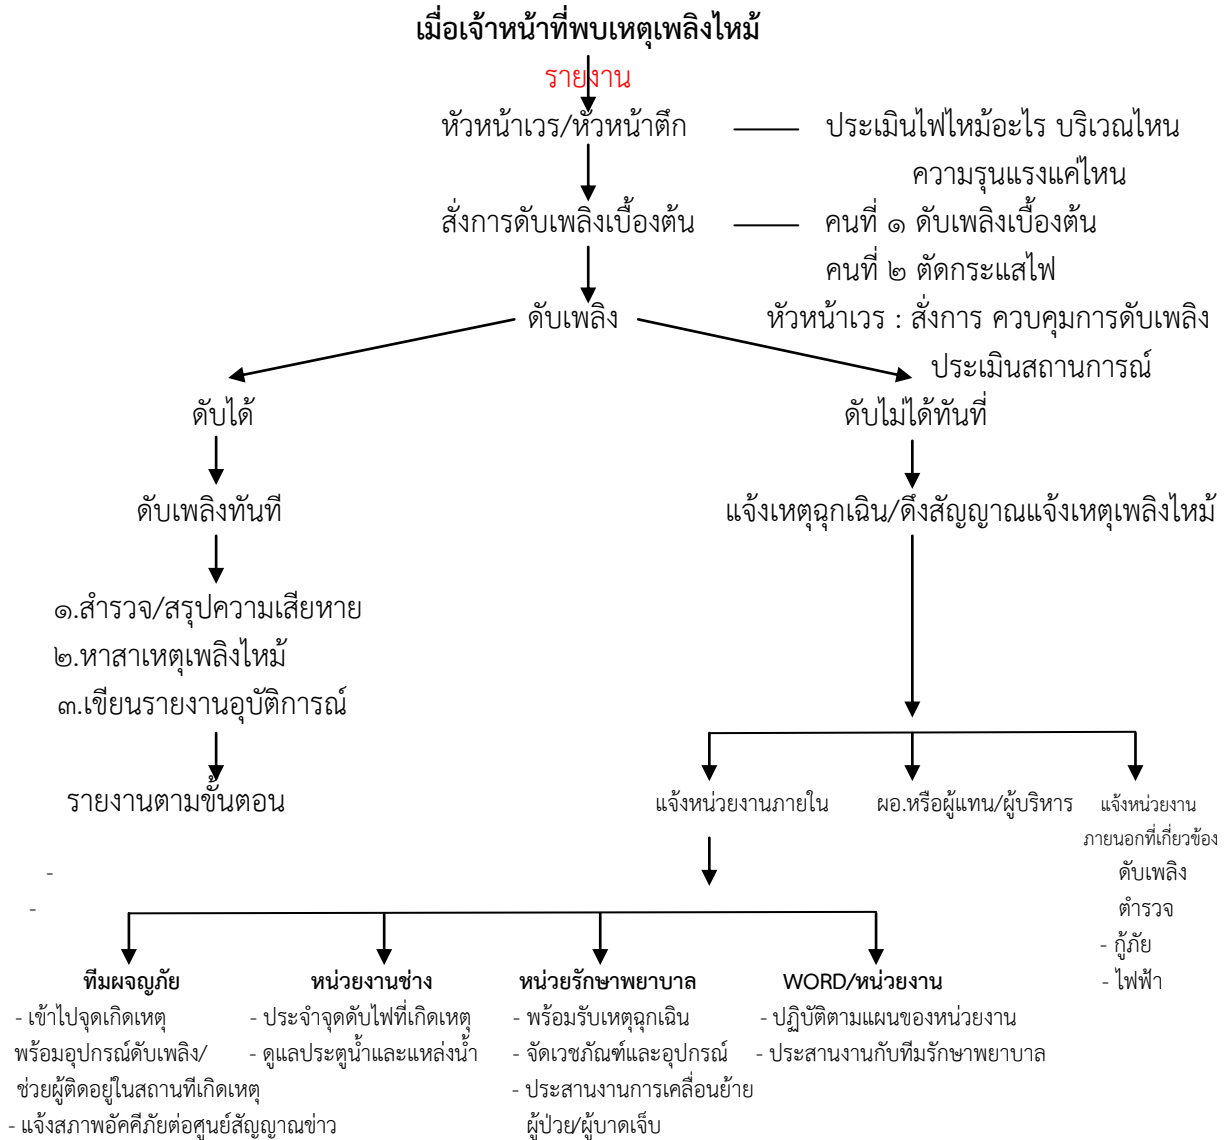 เมื่อเจ้าหน้าที่พบเหตุเพลิงไหม้
รายงาน
หัวหน้าเวร/หัวหน้าตึก
ประเมินไฟไหม้อะไร บริเวณไหน
ความรุนแรงแค่ไหน
สั่งการดับเพลิงเบื้องต้น
คนที่ ๑ ดับเพลิงเบื้องต้น
คนที่ ๒ ตัดกระแสไฟ
ดับเพลิง
หัวหน้าเวร : สั่งการ ควบคุมการดับเพลิง
ประเมินสถานการณ์
ดับได้
ดับไม่ได้ทันที่
ดับเพลิงทันที
แจ้งเหตุฉุกเฉิน/ดึงสัญญาณแจ้งเหตุเพลิงไหม้
๑.สำรวจ/สรุปความเสียหาย
๒.หาสาเหตุเพลิงไหม้
๓.เขียนรายงานอุบัติการณ์
รายงานตามขั้นตอน
แจ้งหน่วยงานภายใน
ผอ.หรือผู้แทน/ผู้บริหาร
แจ้งหน่วยงาน
ภายนอกที่เกี่ยวข้อง
-
ดับเพลิง
-
ตำรวจ
- กู้ภัย
- ไฟฟ้า
ทีมผจญภัย
- เข้าไปจุดเกิดเหตุ
พร้อมอุปกรณ์ดับเพลิง/
ช่วยผู้ติดอยู่ในสถานที่เกิดเหตุ
- แจ้งสภาพอัคคีภัยต่อศูนย์สัญญาณข่าว
หน่วยงานช่าง
- ประจำจุดดับไฟที่เกิดเหตุ
- ดูแลประตูน้ำและแหล่งน้ำ
หน่วยรักษาพยาบาล
- พร้อมรับเหตุฉุกเฉิน
- จัดเวชภัณฑ์และอุปกรณ์
- ประสานงานการเคลื่อนย้าย
ผู้ป่วย/ผู้บาดเจ็บ
WORD/หน่วยงาน
- ปฏิบัติตามแผนของหน่วยงาน
- ประสานงานกับทีมรักษาพยาบาล